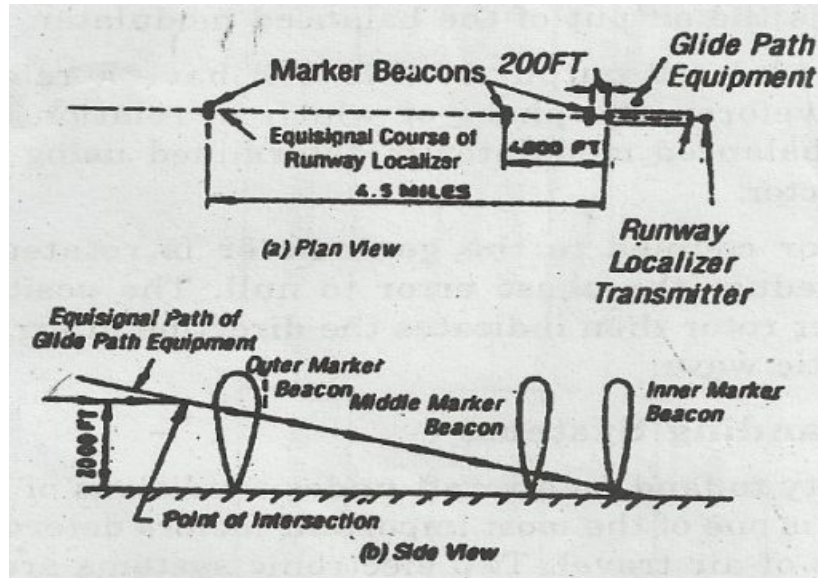 Marker Beacons
200FT
Glide Path
Equipment
Equisignal Course of
Runway Localizer
4.5 MILES
(a) Plan View
Runway
Localizer
Transmitter
Equisignal Path of
Glide Path Equipment
Outer Marker
Beacon
Middle Marker
Beacon
Inner Marker
Beacon
2000 FT
Point of Intersection
(b) Side View